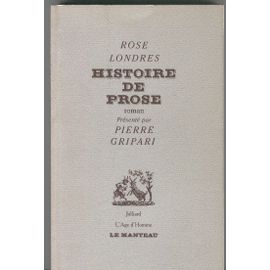 ROSE
LONDRES
HISTOIRE
DE
PROSE
roman
Présenté par
PIERRE
GRIPARI
Julliard
L'Age d'Homme
LE MANTEAU